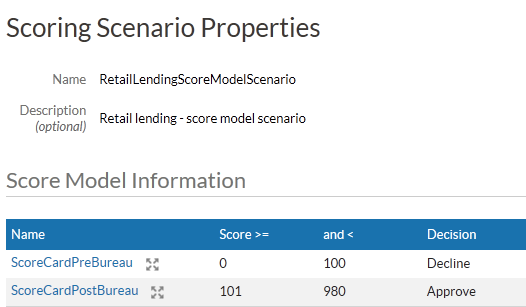 Scoring Scenario Properties
Name RetailLendingScoreModelScenario
Description Retail lending - score model scenario
(optional)
Score Model Information
Name Score >= and < Decision
ScoreCardPreBureau 0 100 Decline
ScoreCardPostBureau 101 980 Approve